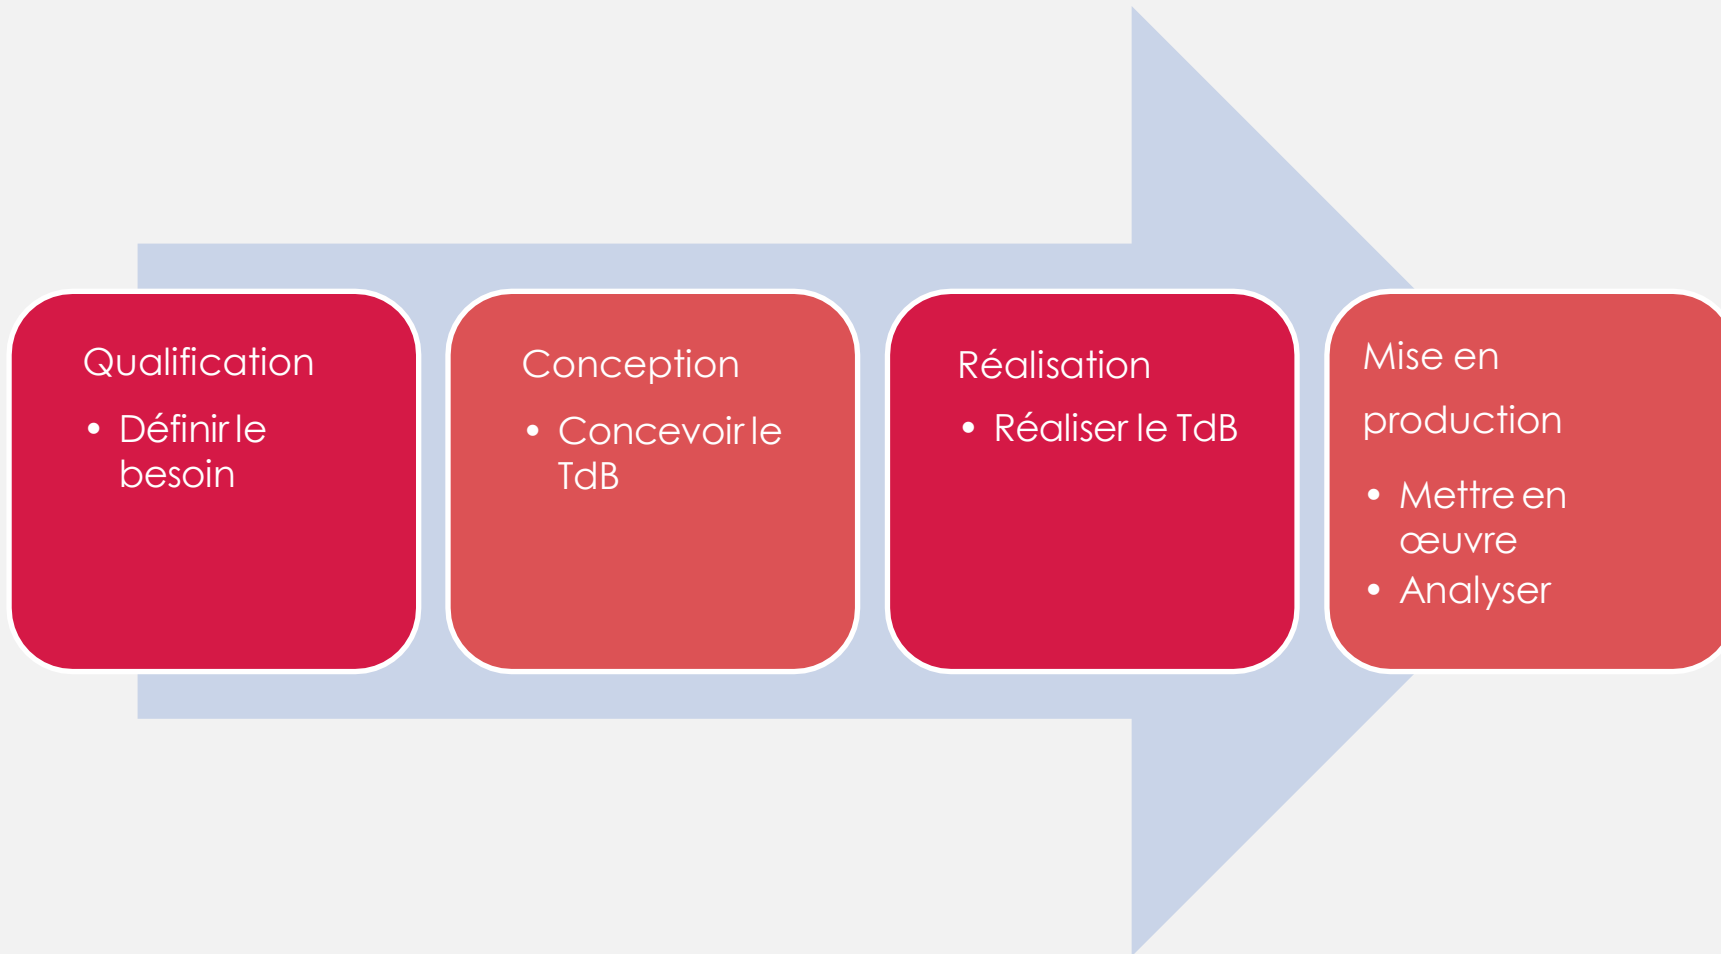 Qualification
• Définir le
besoin
Conception
• Concevoir le
TdB
Réalisation
• Réaliser le TdB
Mise en
production
• Mettre en
œuvre
• Analyser